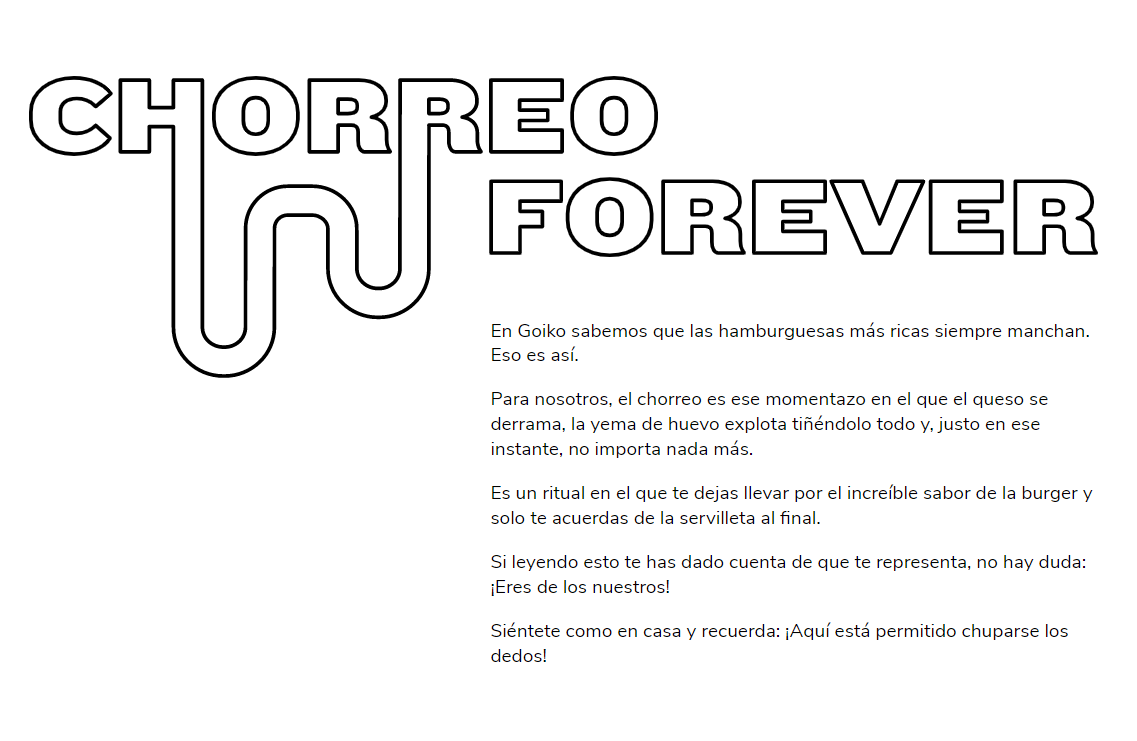 CHORREO
FOREVER
En Goiko sabemos que las hamburguesas más ricas siempre manchan.
Eso es así.
Para nosotros, el chorreo es ese momentazo en el que el queso se
derrama, la yema de huevo explota tiñéndolo todo y, justo en ese
instante, no importa nada más.
Es un ritual en el que te dejas llevar por el increíble sabor de la burger y
solo te acuerdas de la servilleta al final.
Si leyendo esto te has dado cuenta de que te representa, no hay duda:
¡Eres de los nuestros!
Siéntete como en casa y recuerda: ¡Aquí está permitido chuparse los
dedos!